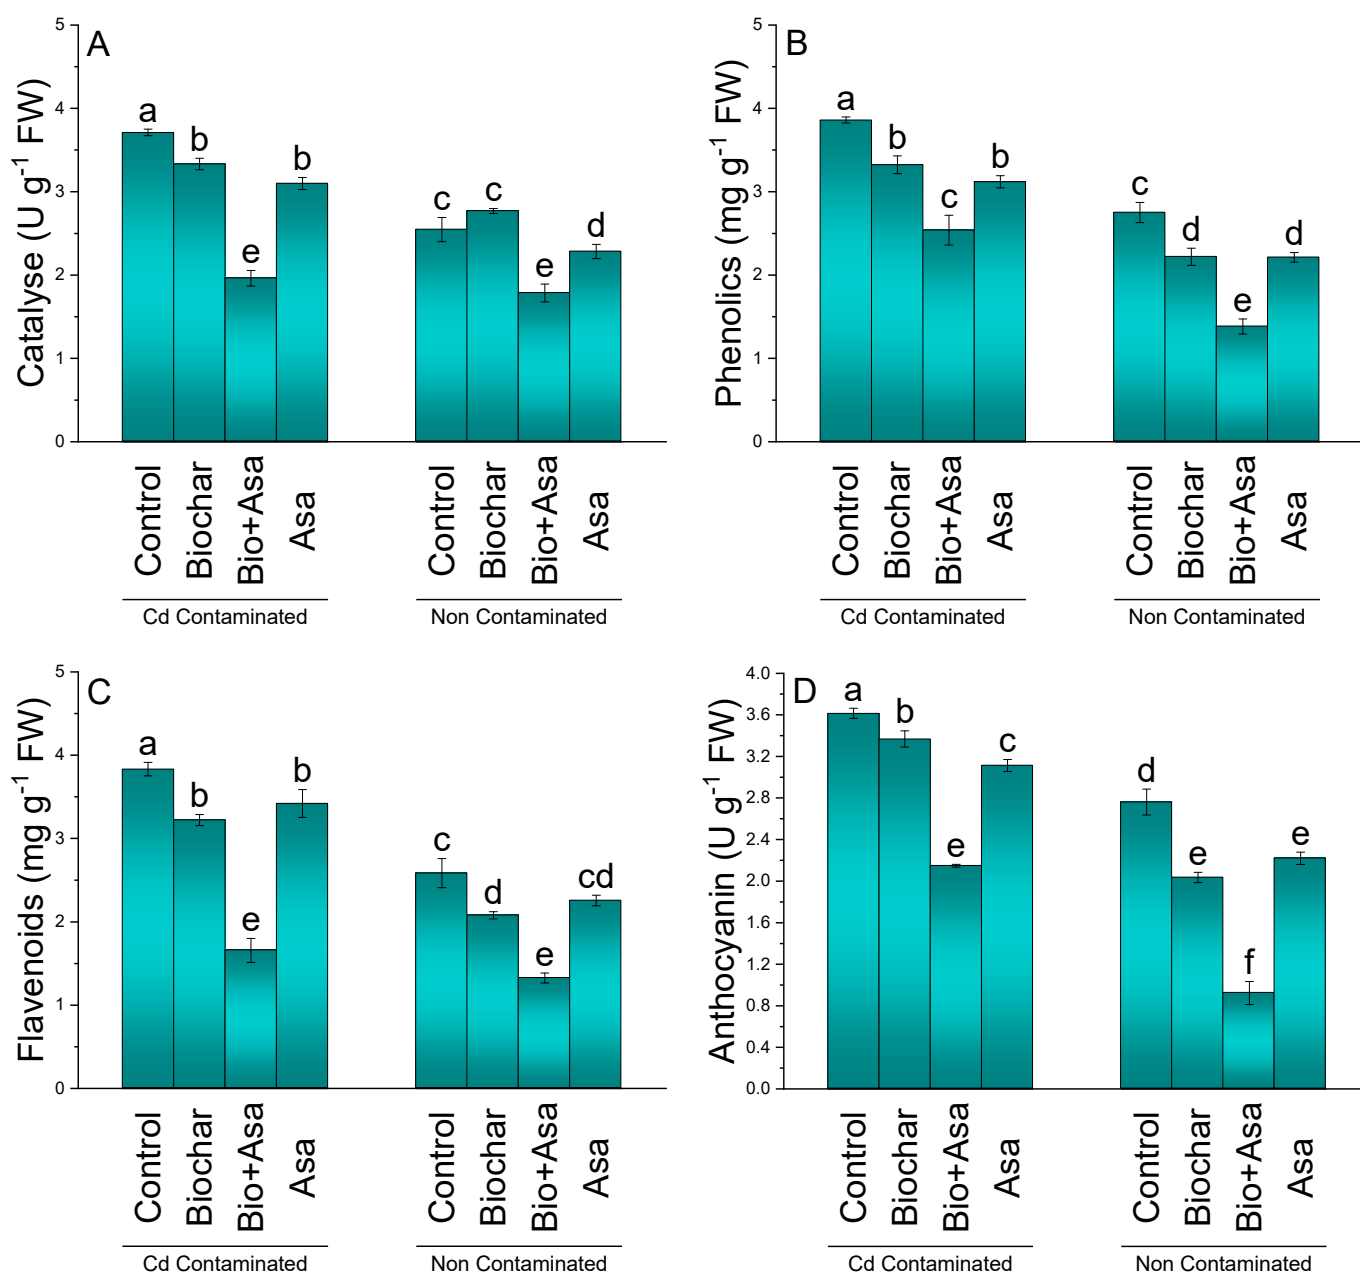 A
Catalyse (U g⁻¹ FW)
5
4
3
2
1
0
a
b
e
b
c
c
e
d
Control
Biochar
Bio+Asa
Asa
Control
Biochar
Bio+Asa
Asa
Cd Contaminated
Non Contaminated
B
Phenolics (mg g⁻¹ FW)
5
4
3
2
1
0
a
b
c
b
c
d
e
d
Control
Biochar
Bio+Asa
Asa
Control
Biochar
Bio+Asa
Asa
Cd Contaminated
Non Contaminated
C
Flavenoids (mg g⁻¹ FW)
5
4
3
2
1
0
a
b
e
b
c
d
e
cd
Control
Biochar
Bio+Asa
Asa
Control
Biochar
Bio+Asa
Asa
Cd Contaminated
Non Contaminated
D
Anthocyanin (U g⁻¹ FW)
4.0
3.6
3.2
2.8
2.4
2.0
1.6
1.2
0.8
0.4
0.0
a
b
e
c
d
e
f
e
Control
Biochar
Bio+Asa
Asa
Control
Biochar
Bio+Asa
Asa
Cd Contaminated
Non Contaminated